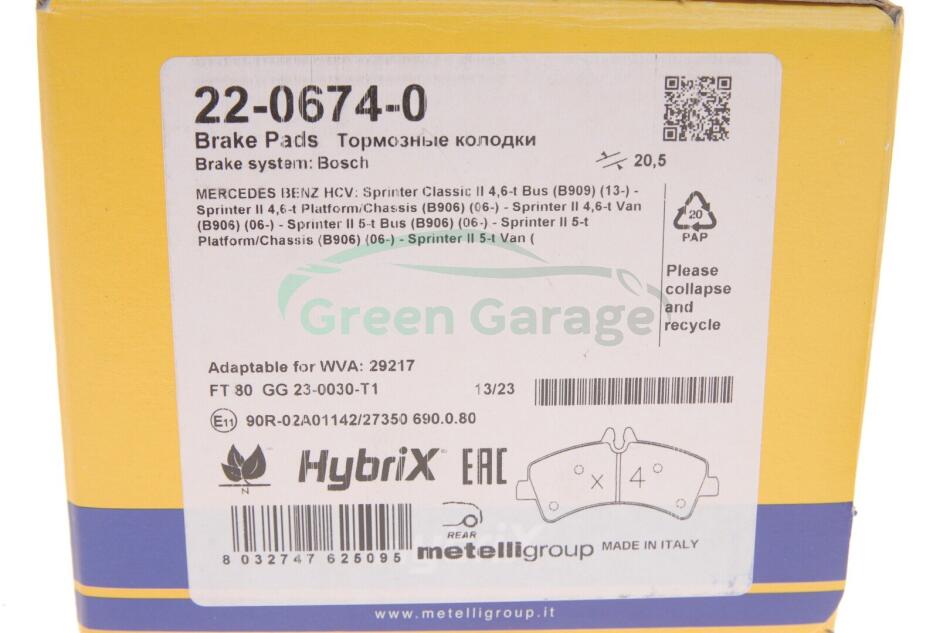 22-0674-0
Brake Pads Тормозные колодки
Brake system: Bosch
20,5
MERCEDES BENZ HCV: Sprinter Classic II 4,6-t Bus (B909) (13-) -
Sprinter II 4,6-t Platform/Chassis (B906) (06-) - Sprinter II 4,6-t Van
(B906) (06-) - Sprinter II 5-t Bus (B906) (06-) - Sprinter II 5-t
Platform/Chassis (B906) (06-) - Sprinter II 5-t Van (
20
PAP
Please
collapse
and
recycle
Green Garage
Adaptable for WVA: 29217
FT 80 GG 23-0030-T1 13/23
E11 90R-02A01142/27350 690.0.80
N
HybriX EAC
x 4
REAR
8 032747 625095
metelligroup MADE IN ITALY
HybriX
www.metelligroup.it